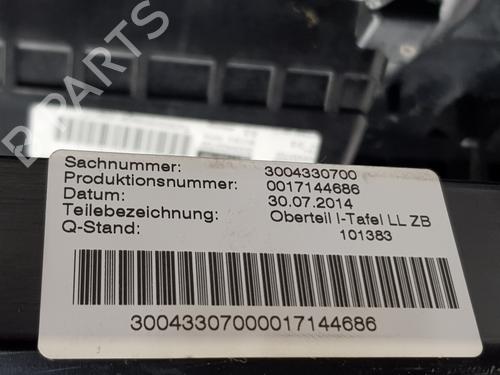 B-PARTS
Sachnummer: 3004330700
Produktionsnummer: 0017144686
Datum: 30.07.2014
Teilebezeichnung: Oberteil I-Tafel LL ZB
Q-Stand: 101383
30043307000017144686